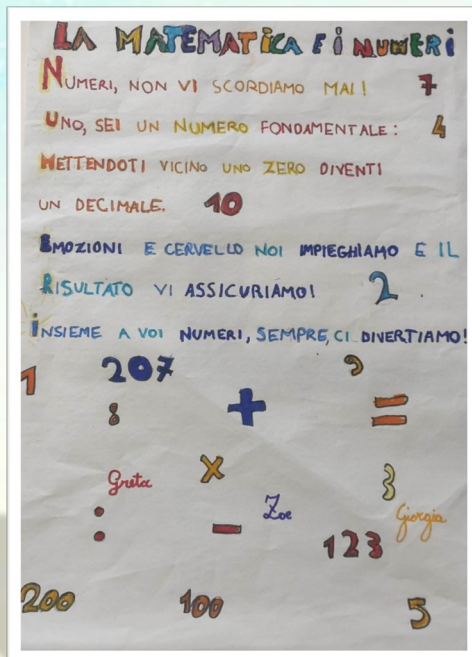 LA MATEMATICA E I NUMERI
NUMERI, NON VI SCORDIAMO MAI! 7
UNO, SEI UN NUMERO FONDAMENTALE: 4
METTENDOTI VICINO UNO ZERO DIVENTI
UN DECIMALE. 10
EMOZIONI E CERVELLO NOI IMPIEGHIAMO E IL
RISULTATO VI ASSICURIAMO! 2
INSIEME A VOI NUMERI, SEMPRE, CI DIVERTIAMO!
1 207 9
8 + =
Greta x 3
: - Zoe Giorgia
123
200 100 5